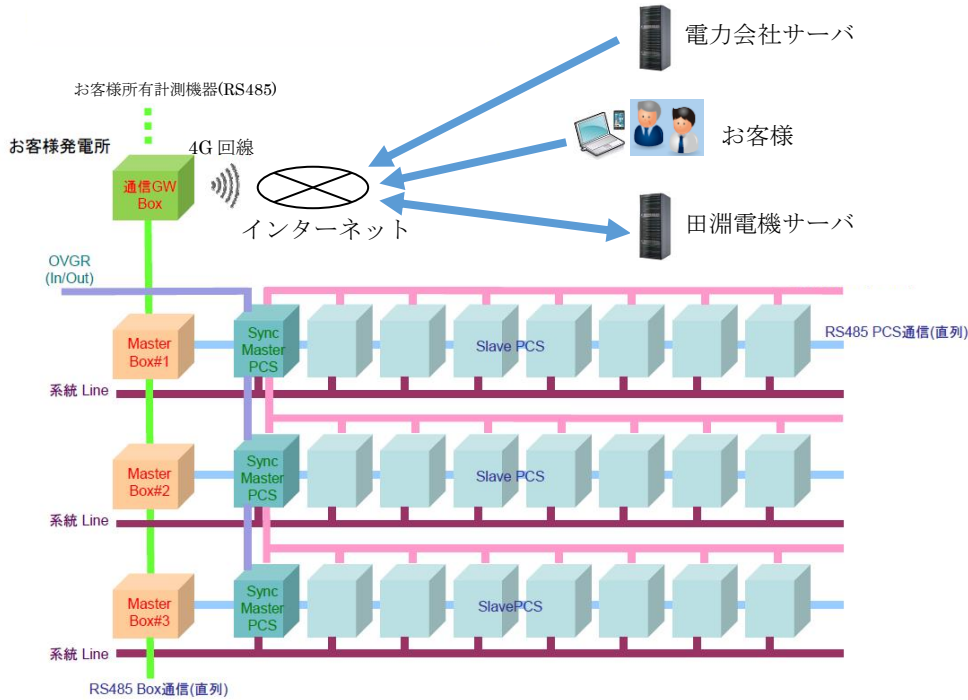 電力会社サーバ
お客様所有計測機器(RS485)
お客様発電所
4G 回線
お客様
通信GW
Box
インターネット
田淵電機サーバ
OVGR
(In/Out)
Master
Box#1
Sync
Master
PCS
Slave PCS
RS485 PCS通信(直列)
系統 Line
Master
Box#2
Sync
Master
PCS
Slave PCS
系統 Line
Master
Box#3
Sync
Master
PCS
SlavePCS
系統 Line
RS485 Box通信(直列)